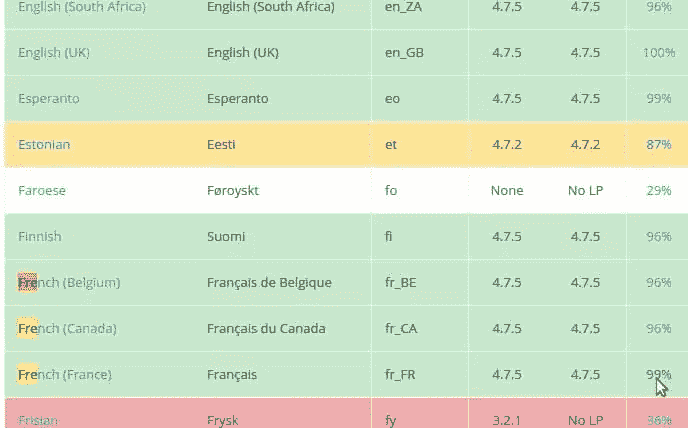 English (South Africa) English (South Africa) en_ZA 4.7.5 4.7.5 96%
English (UK) English (UK) en_GB 4.7.5 4.7.5 100%
Esperanto Esperanto eo 4.7.5 4.7.5 99%
Estonian Eesti et 4.7.2 4.7.2 87%
Faroese Føroyskt fo None No LP 29%
Finnish Suomi fi 4.7.5 4.7.5 96%
French (Belgium) Français de Belgique fr_BE 4.7.5 4.7.5 96%
French (Canada) Français du Canada fr_CA 4.7.5 4.7.5 96%
French (France) Français fr_FR 4.7.5 4.7.5 99%
Frisian Frysk fy 3.2.1 No LP 36%